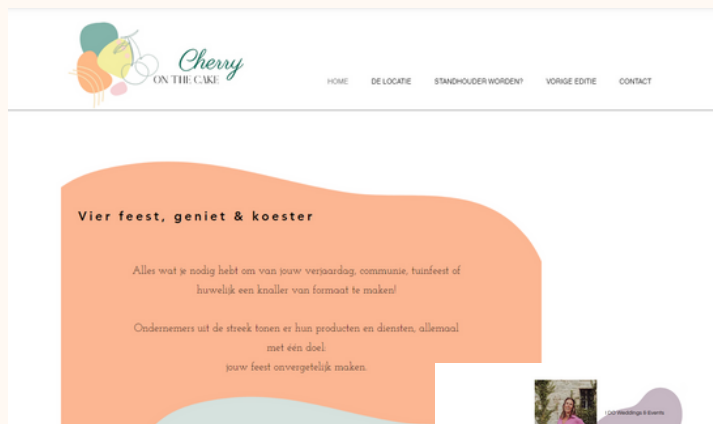 Cherry
ON THE CAKE
HOME DE LOCATIE STANDHOUDER WORDEN? VORIGE EDITIE CONTACT
Vier feest, geniet & koester
Alles wat je nodig hebt om van jouw verjaardag, communie, tuinfeest of
huwelijk een knaller van formaat te maken!
Ondernemers uit de streek tonen er hun producten en diensten, allemaal
met één doel:
jouw feest onvergetelijk maken.
Weddings & Events